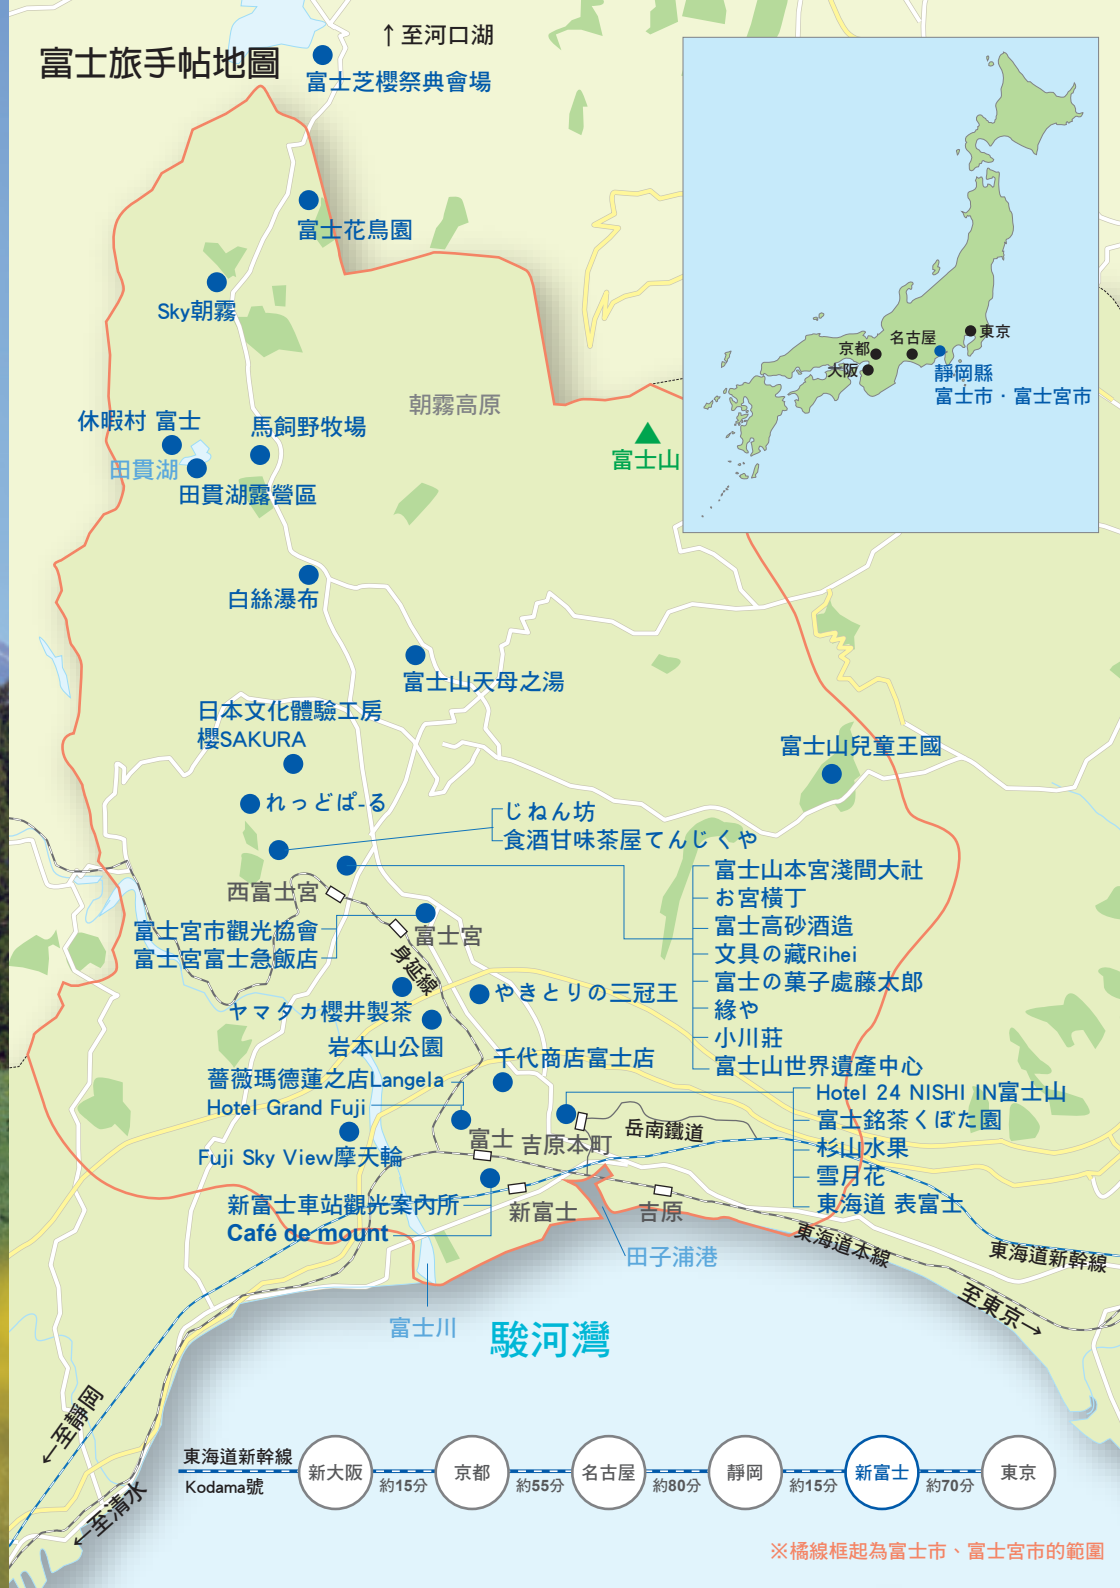 富士旅手帖地圖
↑至河口湖
富士芝櫻祭典會場
富士花鳥園
Sky朝霧
朝霧高原
休暇村 富士
田貫湖
田貫湖露營區
馬飼野牧場
富士山
東京
名古屋
京都
大阪
靜岡縣
富士市・富士宮市
白絲瀑布
富士山天母之湯
日本文化體驗工房
櫻SAKURA
富士山兒童王國
れっどぱ-る
じねん坊
食酒甘味茶屋てんじくや
西富士宮
富士宮市觀光協會
富士宮富士急飯店
富士宮
身延線
富士山本宮淺間大社
お宮橫丁
富士高砂酒造
文具の藏Rihei
富士の菓子處藤太郎
緣や
小川莊
富士山世界遺產中心
やきとりの三冠王
ヤマタカ櫻井製茶
岩本山公園
千代商店富士店
薔薇瑪德蓮之店Langela
Hotel Grand Fuji
Fuji Sky View摩天輪
富士
吉原本町
岳南鐵道
Hotel 24 NISHI IN富士山
富士銘茶くぼた園
杉山水果
雪月花
東海道 表富士
新富士車站觀光案內所
Café de mount
新富士
吉原
田子浦港
東海道本線
東海道新幹線
至東京→
富士川
駿河灣
←至靜岡
←至清水
東海道新幹線
Kodama號
新大阪
約15分
京都
約55分
名古屋
約80分
靜岡
約15分
新富士
約70分
東京
※橘線框起為富士市、富士宮市的範圍